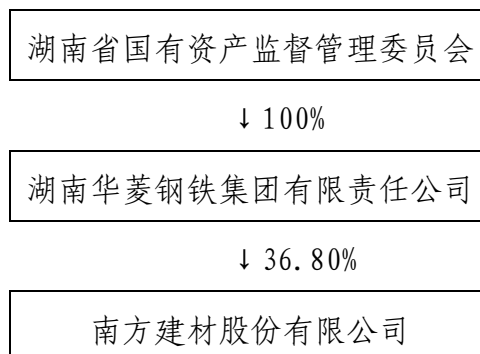 湖南省国有资产监督管理委员会
↓100%
湖南华菱钢铁集团有限责任公司
↓36.80%
南方建材股份有限公司